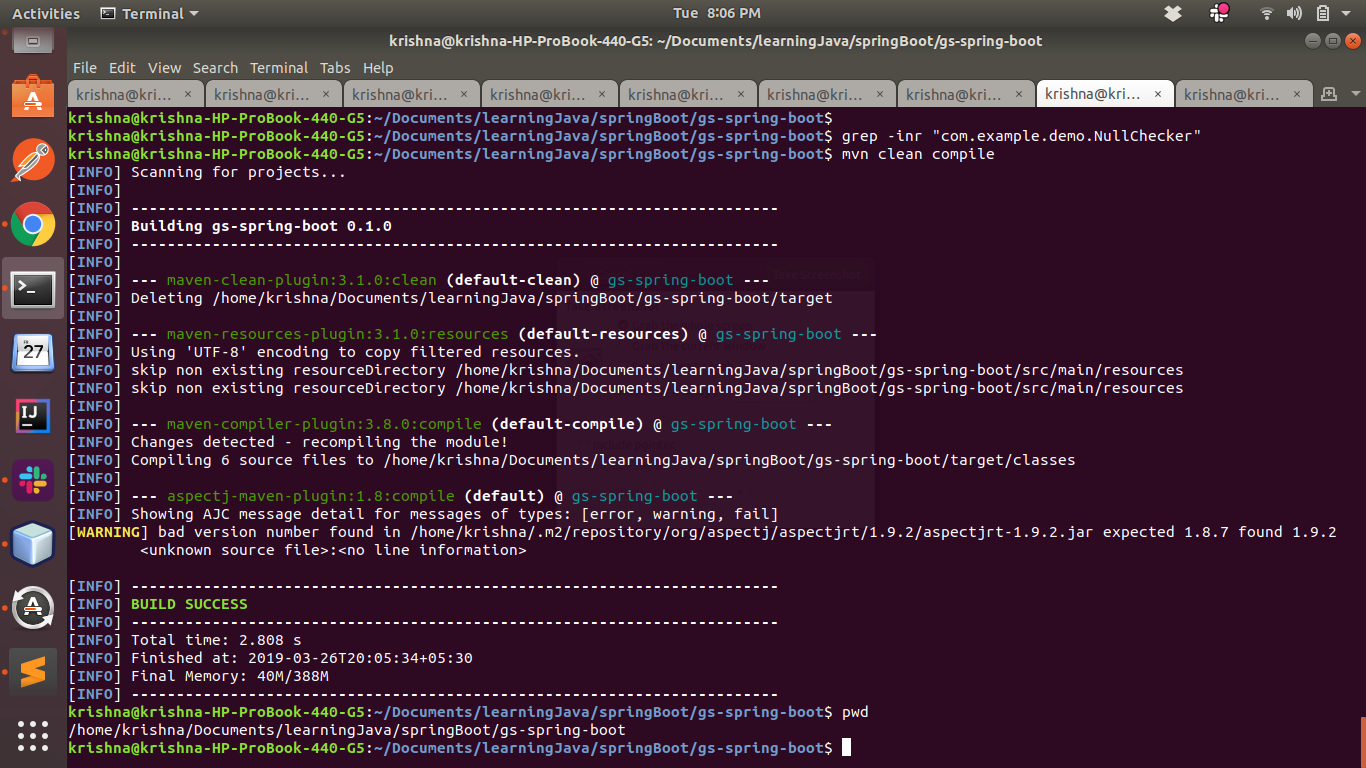 Activities Terminal Tue 8:06 PM
krishna@krishna-HP-ProBook-440-G5: ~/Documents/learningJava/springBoot/gs-spring-boot
File Edit View Search Terminal Tabs Help
krishna@kri... × krishna@kri... × krishna@kri... × krishna@kri... × krishna@kri... × krishna@kri... × krishna@kri... × krishna@kri... × krishna@kri... ×
krishna@krishna-HP-ProBook-440-G5:~/Documents/learningJava/springBoot/gs-spring-boot$
krishna@krishna-HP-ProBook-440-G5:~/Documents/learningJava/springBoot/gs-spring-boot$ grep -inr "com.example.demo.NullChecker"
krishna@krishna-HP-ProBook-440-G5:~/Documents/learningJava/springBoot/gs-spring-boot$ mvn clean compile
[INFO] Scanning for projects...
[INFO]
[INFO] ------------------------------------------------------------------------
[INFO] Building gs-spring-boot 0.1.0
[INFO] ------------------------------------------------------------------------
[INFO]
[INFO] --- maven-clean-plugin:3.1.0:clean (default-clean) @ gs-spring-boot ---
[INFO] Deleting /home/krishna/Documents/learningJava/springBoot/gs-spring-boot/target
[INFO]
[INFO] --- maven-resources-plugin:3.1.0:resources (default-resources) @ gs-spring-boot ---
[INFO] Using 'UTF-8' encoding to copy filtered resources.
[INFO] skip non existing resourceDirectory /home/krishna/Documents/learningJava/springBoot/gs-spring-boot/src/main/resources
[INFO] skip non existing resourceDirectory /home/krishna/Documents/learningJava/springBoot/gs-spring-boot/src/main/resources
[INFO]
[INFO] --- maven-compiler-plugin:3.8.0:compile (default-compile) @ gs-spring-boot ---
[INFO] Changes detected - recompiling the module!
[INFO] Compiling 6 source files to /home/krishna/Documents/learningJava/springBoot/gs-spring-boot/target/classes
[INFO]
[INFO] --- aspectj-maven-plugin:1.8:compile (default) @ gs-spring-boot ---
[INFO] Showing AJC message detail for messages of types: [error, warning, fail]
[WARNING] bad version number found in /home/krishna/.m2/repository/org/aspectj/aspectjrt/1.9.2/aspectjrt-1.9.2.jar expected 1.8.7 found 1.9.2
<unknown source file>:<no line information>
[INFO] ------------------------------------------------------------------------
[INFO] BUILD SUCCESS
[INFO] ------------------------------------------------------------------------
[INFO] Total time: 2.808 s
[INFO] Finished at: 2019-03-26T20:05:34+05:30
[INFO] Final Memory: 40M/388M
[INFO] ------------------------------------------------------------------------
krishna@krishna-HP-ProBook-440-G5:~/Documents/learningJava/springBoot/gs-spring-boot$ pwd
/home/krishna/Documents/learningJava/springBoot/gs-spring-boot
krishna@krishna-HP-ProBook-440-G5:~/Documents/learningJava/springBoot/gs-spring-boot$
27
IJ